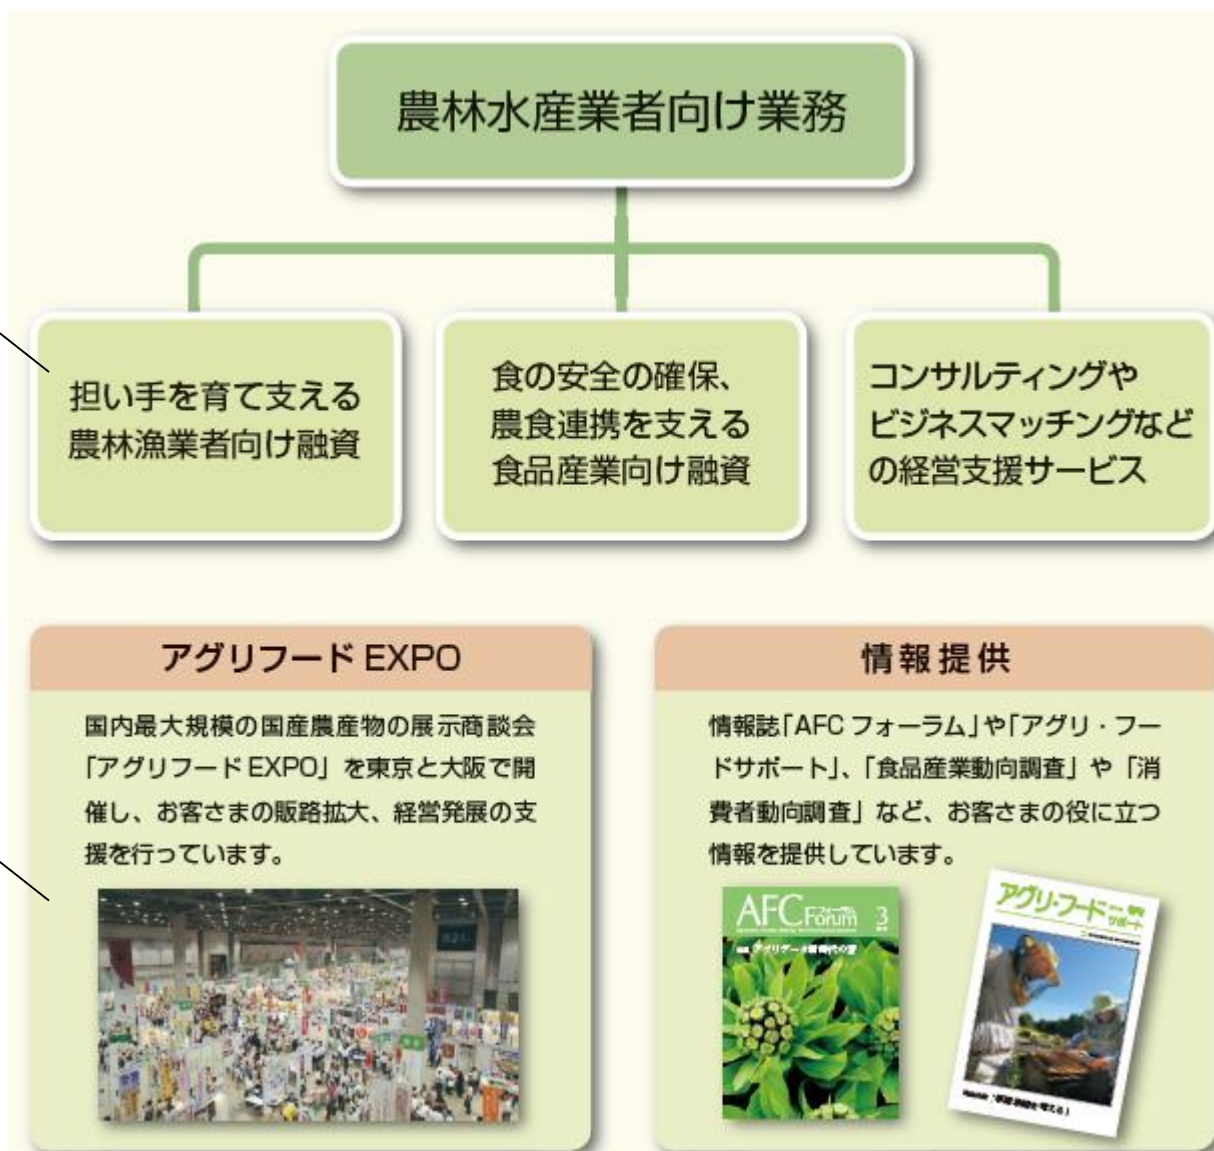 農林水産業者向け業務
担い手を育て支える
農林漁業者向け融資
食の安全の確保、
農食連携を支える
食品産業向け融資
コンサルティングや
ビジネスマッチングなど
の経営支援サービス
アグリフード EXPO
国内最大規模の国産農産物の展示商談会
「アグリフード EXPO」を東京と大阪で開
催し、お客さまの販路拡大、経営発展の支
援を行っています。
情報提供
情報誌「AFC フォーラム」や「アグリ・フー
ドサポート」、「食品産業動向調査」や「消
費者動向調査」など、お客さまの役に立つ
情報を提供しています。
AFC Forum 3
フォーラム
アグリ・フード
サポート